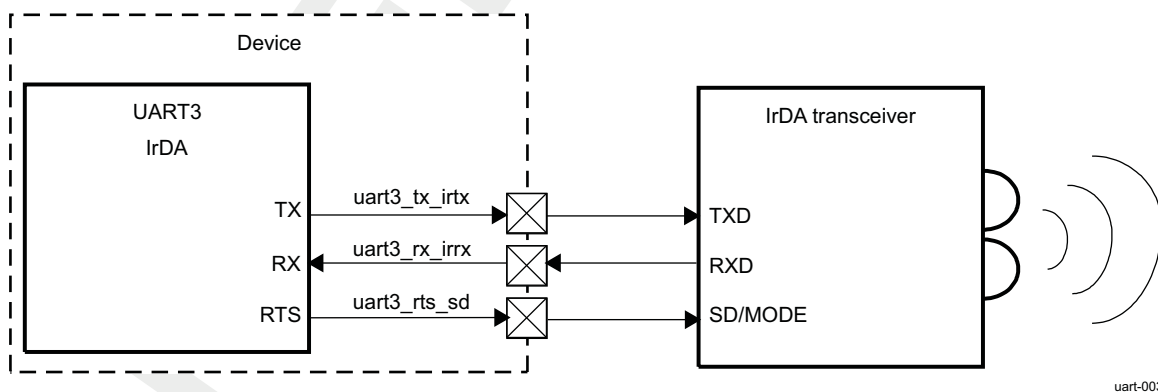 Device
UART3
IrDA
IrDA transceiver
TX
uart3_tx_irtx
TXD
RX
uart3_rx_irrx
RXD
RTS
uart3_rts_sd
SD/MODE